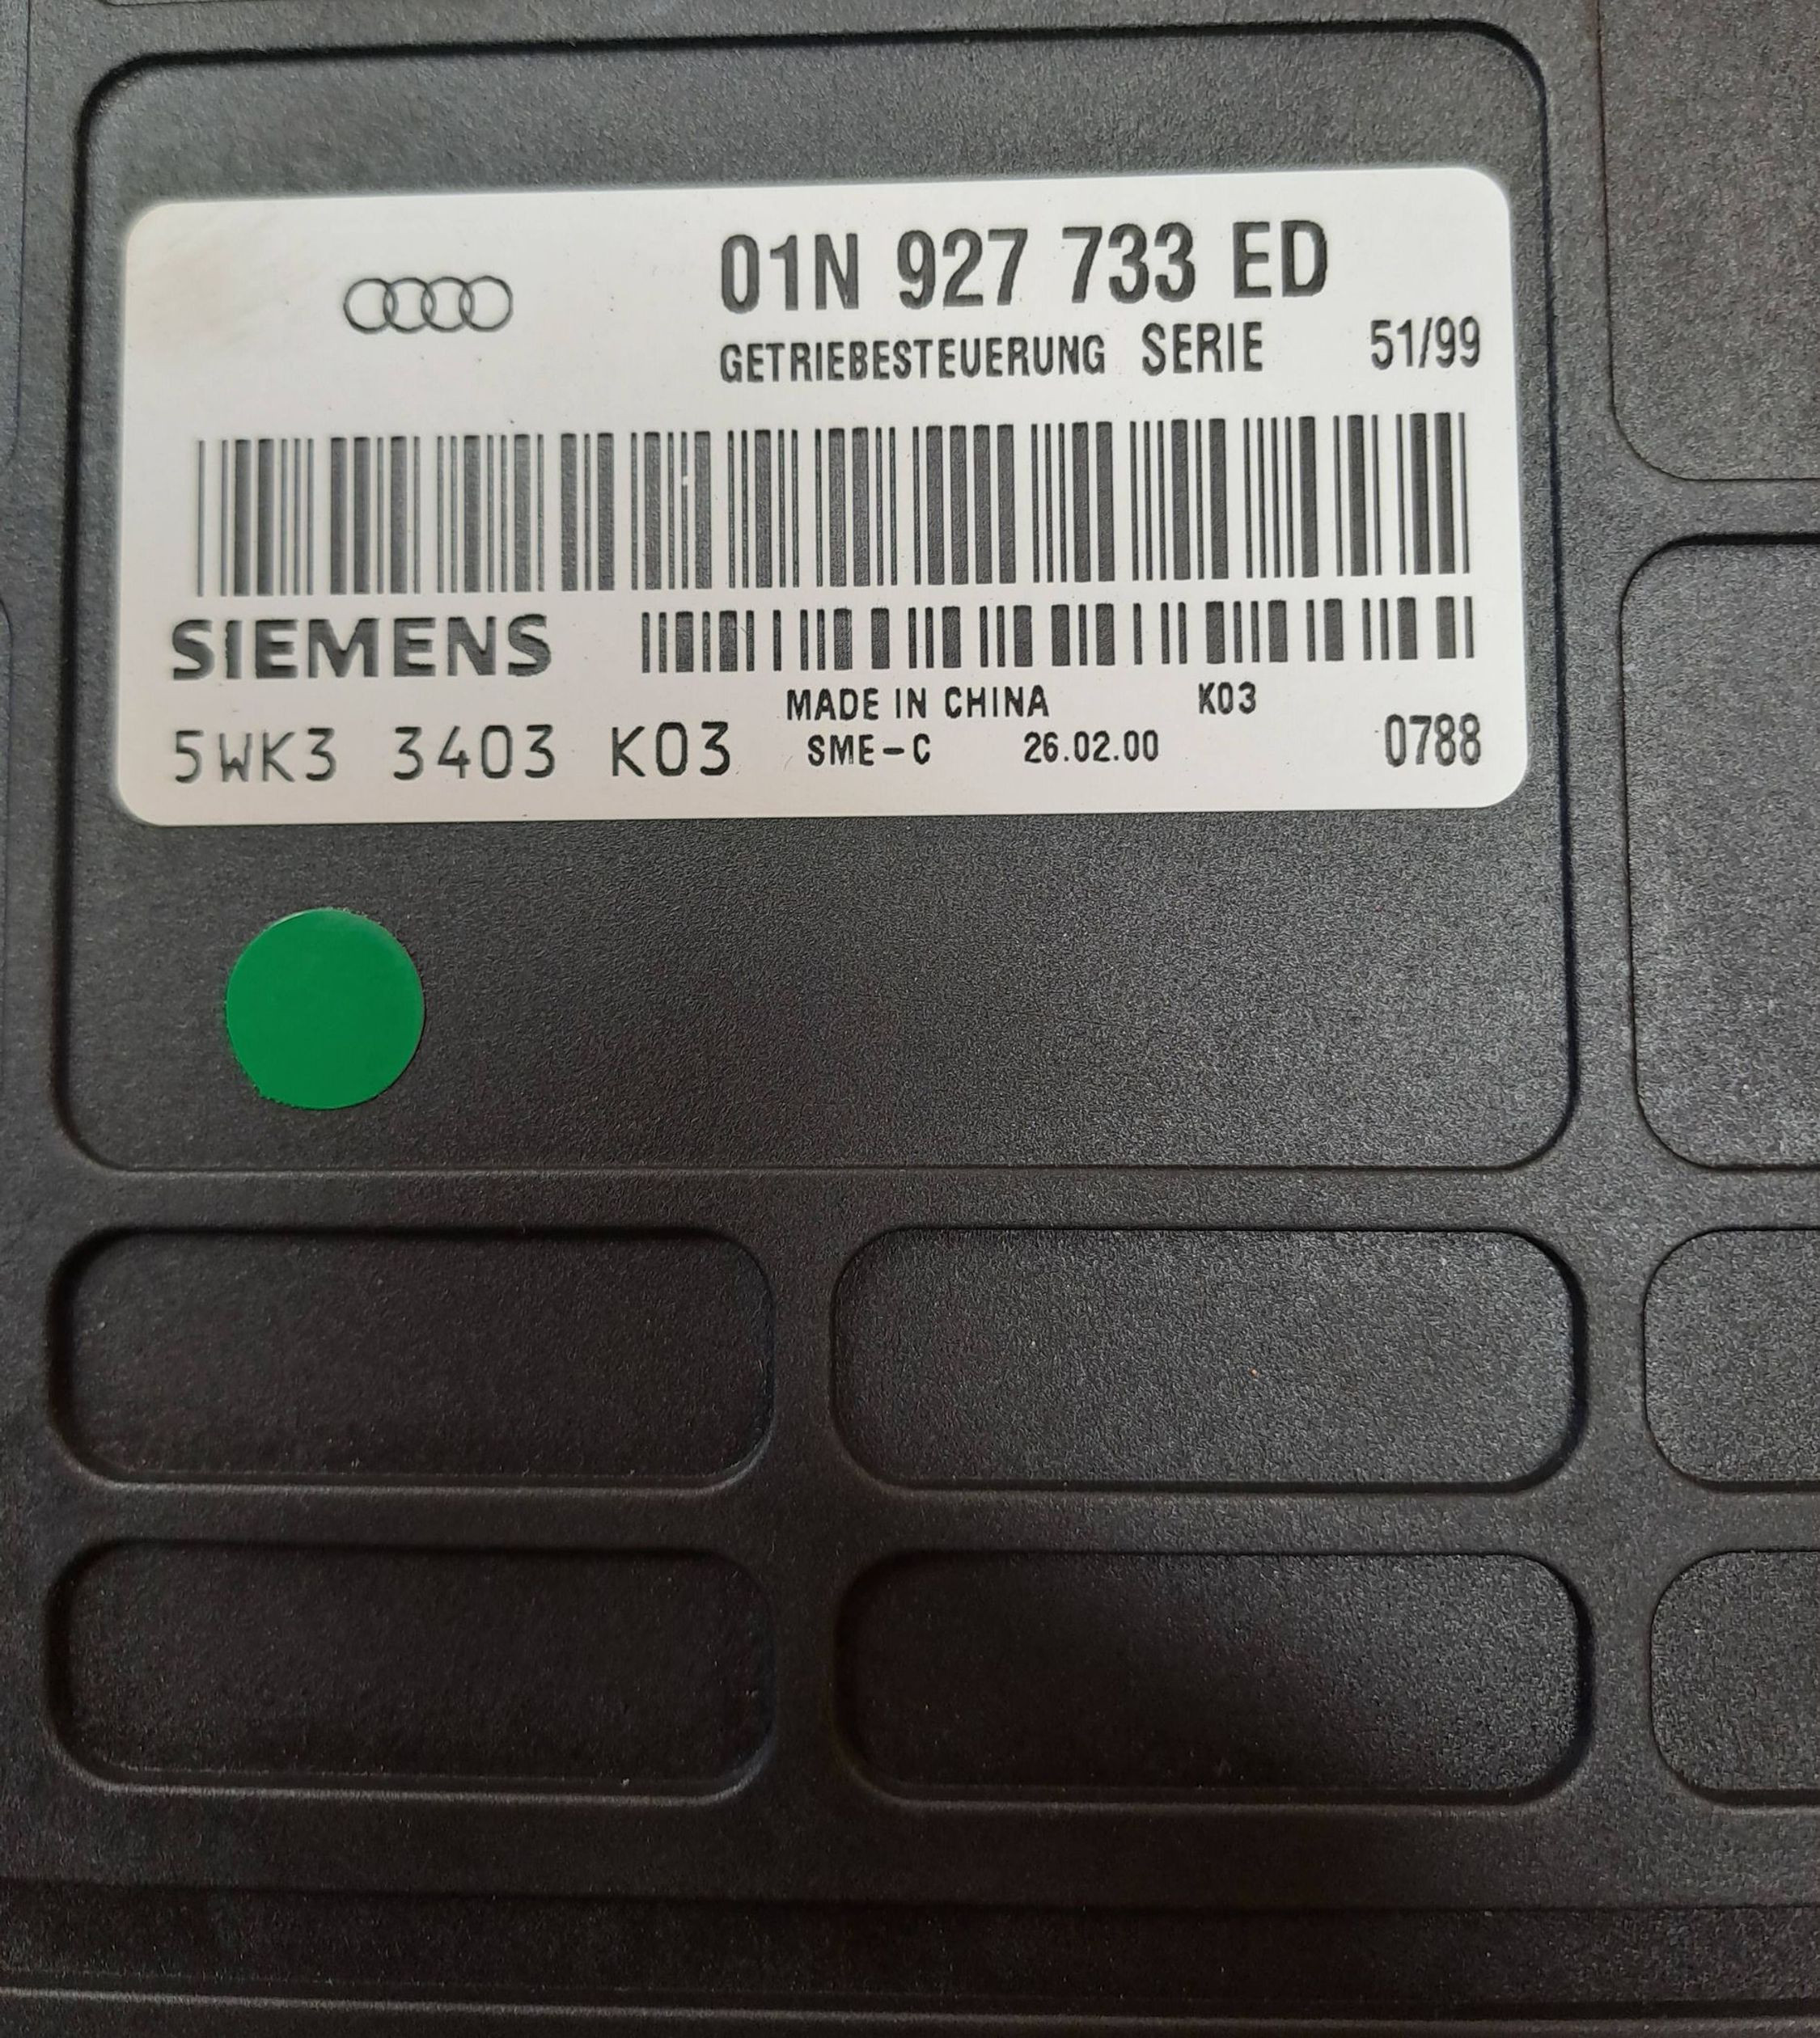 01N 927 733 ED
GETRIEBESTEUERUNG SERIE 51/99
SIEMENS
MADE IN CHINA K03
5WK3 3403 K03 SME-C 26.02.00 0788